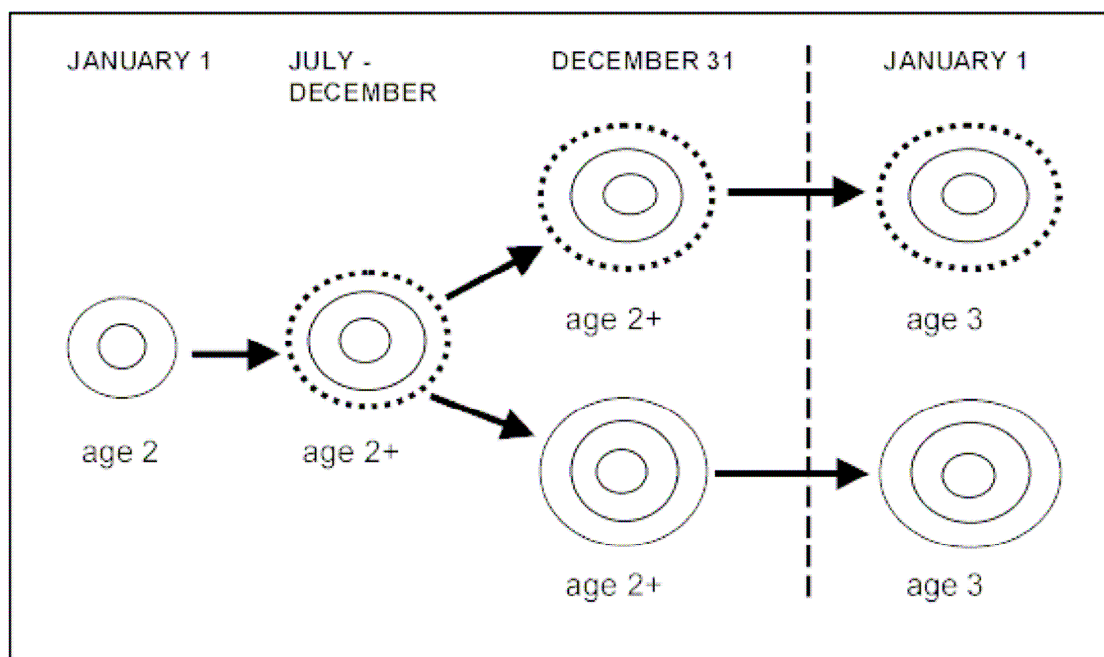 JANUARY 1
JULY -
DECEMBER
DECEMBER 31
JANUARY 1
age 2+
age 3
age 2
age 2+
age 2+
age 3